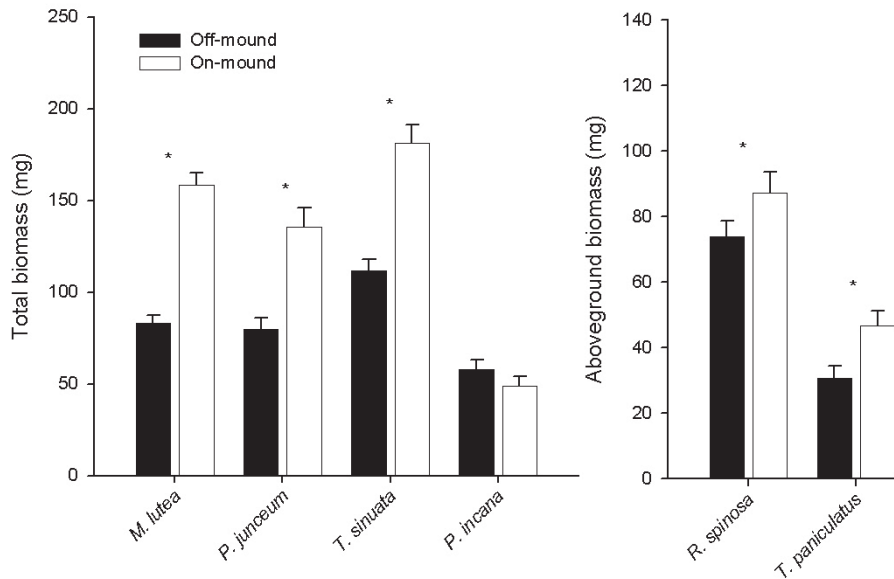 250
200
150
100
50
0
Total biomass (mg)
Off-mound
On-mound
*
*
*
M. lutea
P. junceum
T. sinuata
P. incana
140
120
100
80
60
40
20
0
Aboveground biomass (mg)
*
*
R. spinosa
T. paniculatus